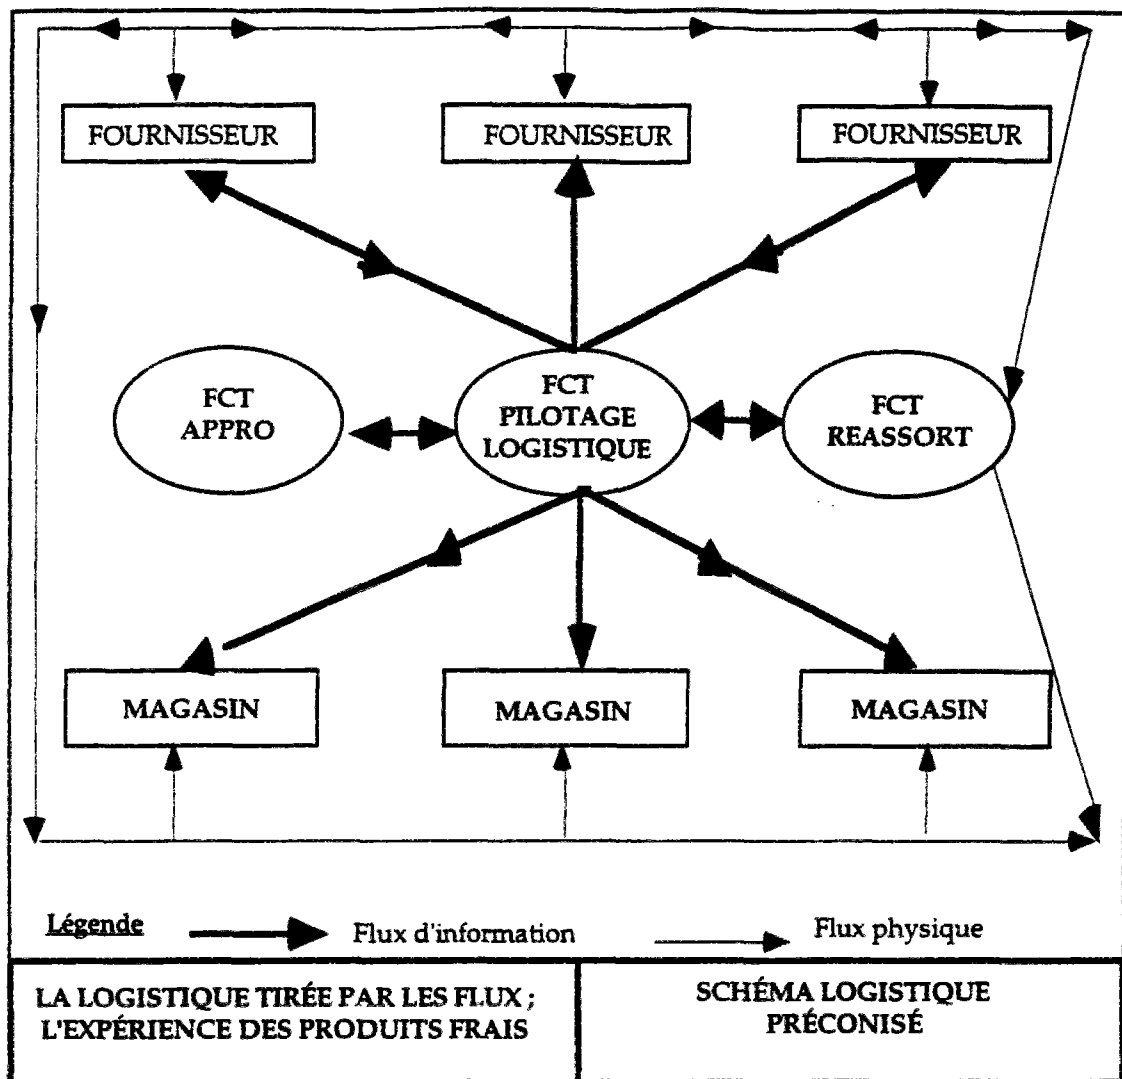 FOURNISSEUR
FOURNISSEUR
FOURNISSEUR
FCT
APPRO
FCT
PILOTAGE
LOGISTIQUE
FCT
REASSORT
MAGASIN
MAGASIN
MAGASIN
Légende
Flux d'information
Flux physique
LA LOGISTIQUE TIRÉE PAR LES FLUX ;
L'EXPÉRIENCE DES PRODUITS FRAIS
SCHÉMA LOGISTIQUE
PRÉCONISÉ